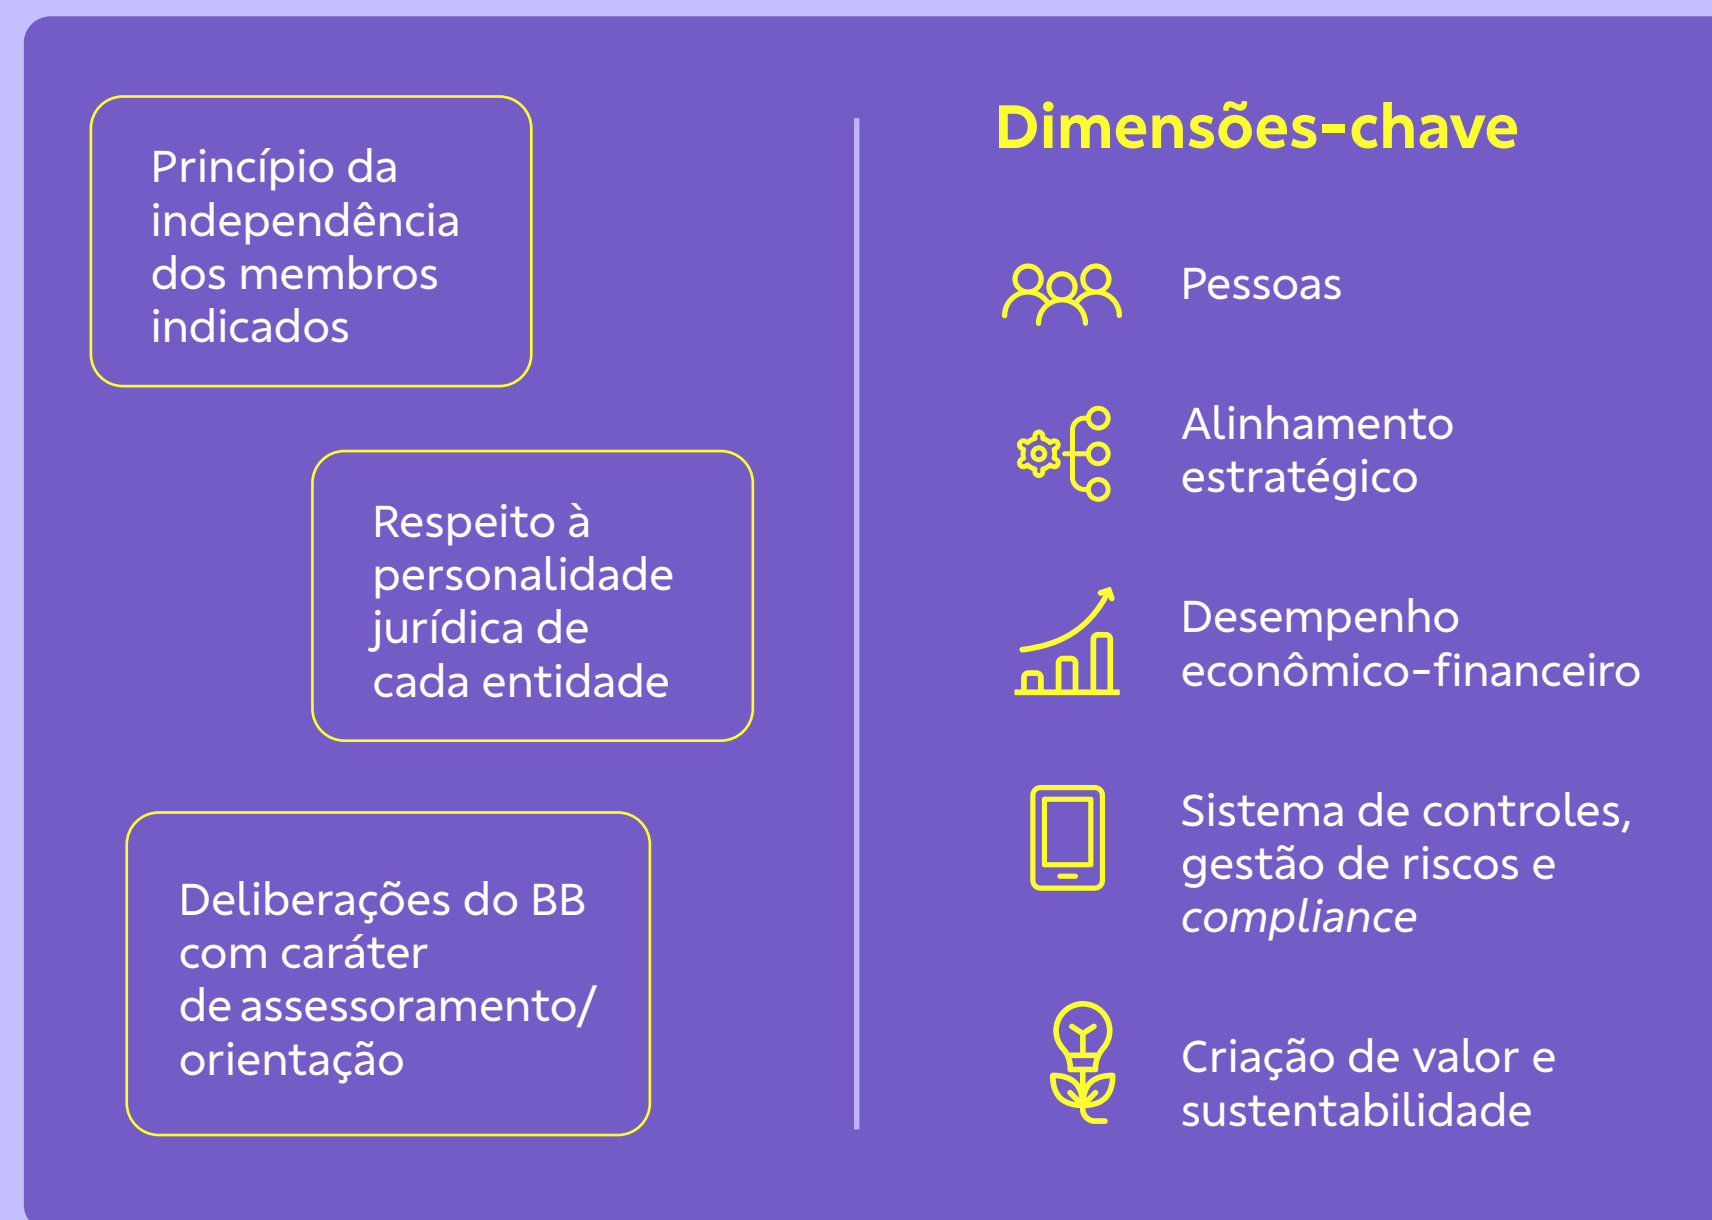 Princípio da
independência
dos membros
indicados
Respeito à
personalidade
jurídica de
cada entidade
Deliberações do BB
com caráter
de assessoramento/
orientação
Dimensões-chave
Pessoas
Alinhamento
estratégico
Desempenho
econômico-financeiro
Sistema de controles,
gestão de riscos e
compliance
Criação de valor e
sustentabilidade